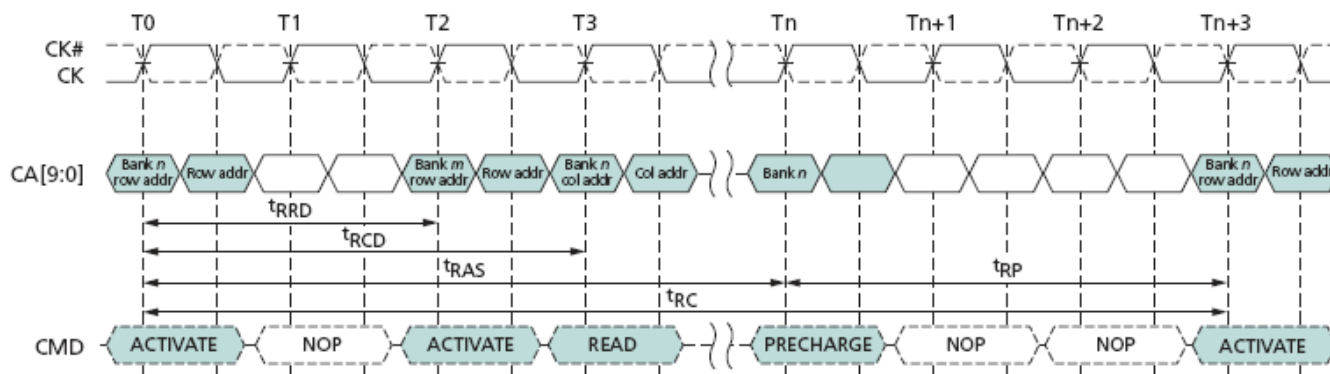 T0 T1 T2 T3 Tn Tn+1 Tn+2 Tn+3
CK#
CK
CA[9:0]
Bank n row addr
Row addr
Bank m row addr
Row addr
Bank n col addr
Col addr
Bank n
Bank n row addr
Row addr
tRRD
tRCD
tRAS tRP
tRC
CMD ACTIVATE NOP ACTIVATE READ PRECHARGE NOP NOP ACTIVATE